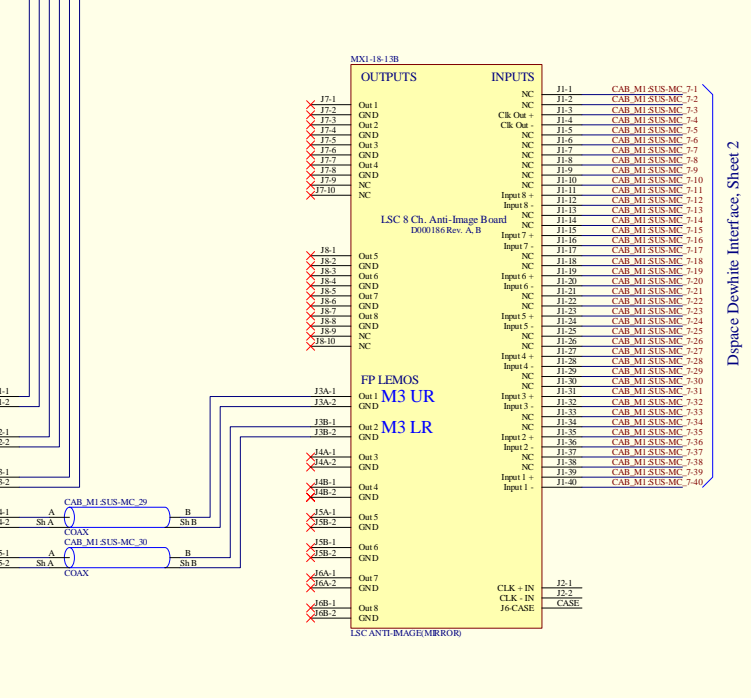 MX1-18-13B
OUTPUTS
INPUTS
J7-1 Out 1
J7-2 GND
J7-3 Out 2
J7-4 GND
J7-5 Out 3
J7-6 GND
J7-7 Out 4
J7-8 GND
J7-9 NC
J7-10 NC
LSC 8 Ch. Anti-Image Board
D000186 Rev. A, B
J8-1 Out 5
J8-2 GND
J8-3 Out 6
J8-4 GND
J8-5 Out 7
J8-6 GND
J8-7 Out 8
J8-8 GND
J8-9 NC
J8-10 NC
FP LEMOS
J3A-1 Out 1 M3 UR
J3A-2 GND
J3B-1 Out 2 M3 LR
J3B-2 GND
J4A-1 Out 3
J4A-2 GND
J4B-1 Out 4
J4B-2 GND
J5A-1 Out 5
J5B-2 GND
J5B-1 Out 6
J5B-2 GND
J6A-1 Out 7
J6A-2 GND
J6B-1 Out 8
J6B-2 GND
NC J1-1 CAB_M1:SUS-MC_7-1
NC J1-2 CAB_M1:SUS-MC_7-2
Clk Out + J1-3 CAB_M1:SUS-MC_7-3
Clk Out - J1-4 CAB_M1:SUS-MC_7-4
NC J1-5 CAB_M1:SUS-MC_7-5
NC J1-6 CAB_M1:SUS-MC_7-6
NC J1-7 CAB_M1:SUS-MC_7-7
NC J1-8 CAB_M1:SUS-MC_7-8
NC J1-9 CAB_M1:SUS-MC_7-9
NC J1-10 CAB_M1:SUS-MC_7-10
Input 8 + J1-11 CAB_M1:SUS-MC_7-11
Input 8 - J1-12 CAB_M1:SUS-MC_7-12
NC J1-13 CAB_M1:SUS-MC_7-13
NC J1-14 CAB_M1:SUS-MC_7-14
Input 7 + J1-15 CAB_M1:SUS-MC_7-15
Input 7 - J1-16 CAB_M1:SUS-MC_7-16
NC J1-17 CAB_M1:SUS-MC_7-17
NC J1-18 CAB_M1:SUS-MC_7-18
Input 6 + J1-19 CAB_M1:SUS-MC_7-19
Input 6 - J1-20 CAB_M1:SUS-MC_7-20
NC J1-21 CAB_M1:SUS-MC_7-21
NC J1-22 CAB_M1:SUS-MC_7-22
Input 5 + J1-23 CAB_M1:SUS-MC_7-23
Input 5 - J1-24 CAB_M1:SUS-MC_7-24
NC J1-25 CAB_M1:SUS-MC_7-25
NC J1-26 CAB_M1:SUS-MC_7-26
Input 4 + J1-27 CAB_M1:SUS-MC_7-27
Input 4 - J1-28 CAB_M1:SUS-MC_7-28
NC J1-29 CAB_M1:SUS-MC_7-29
NC J1-30 CAB_M1:SUS-MC_7-30
Input 3 + J1-31 CAB_M1:SUS-MC_7-31
Input 3 - J1-32 CAB_M1:SUS-MC_7-32
NC J1-33 CAB_M1:SUS-MC_7-33
NC J1-34 CAB_M1:SUS-MC_7-34
Input 2 + J1-35 CAB_M1:SUS-MC_7-35
Input 2 - J1-36 CAB_M1:SUS-MC_7-36
NC J1-37 CAB_M1:SUS-MC_7-37
NC J1-38 CAB_M1:SUS-MC_7-38
Input 1 + J1-39 CAB_M1:SUS-MC_7-39
Input 1 - J1-40 CAB_M1:SUS-MC_7-40
CLK + IN J2-1
CLK - IN J2-2
J6-CASE CASE
LSC ANTI-IMAGE(MIRROR)
Dspace Dewhite Interface, Sheet 2
CAB_M1:SUS-MC_29
A B
Sh A Sh B
COAX
CAB_M1:SUS-MC_30
A B
Sh A Sh B
COAX